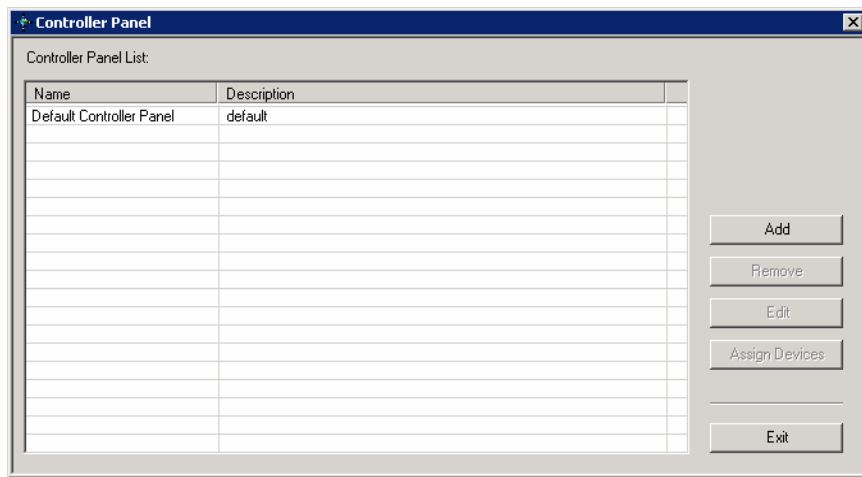 Controller Panel
Controller Panel List:
Name Description
Default Controller Panel default
Add
Remove
Edit
Assign Devices
Exit